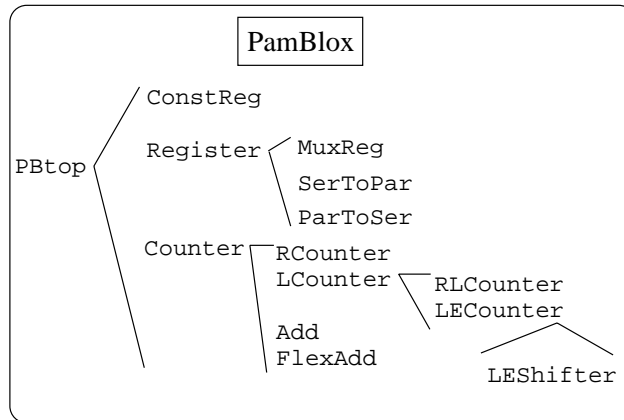 PamBlox
ConstReg
PBtop
Register
MuxReg
SerToPar
ParToSer
Counter
RCounter
LCounter
RLCounter
LECounter
Add
FlexAdd
LEShifter